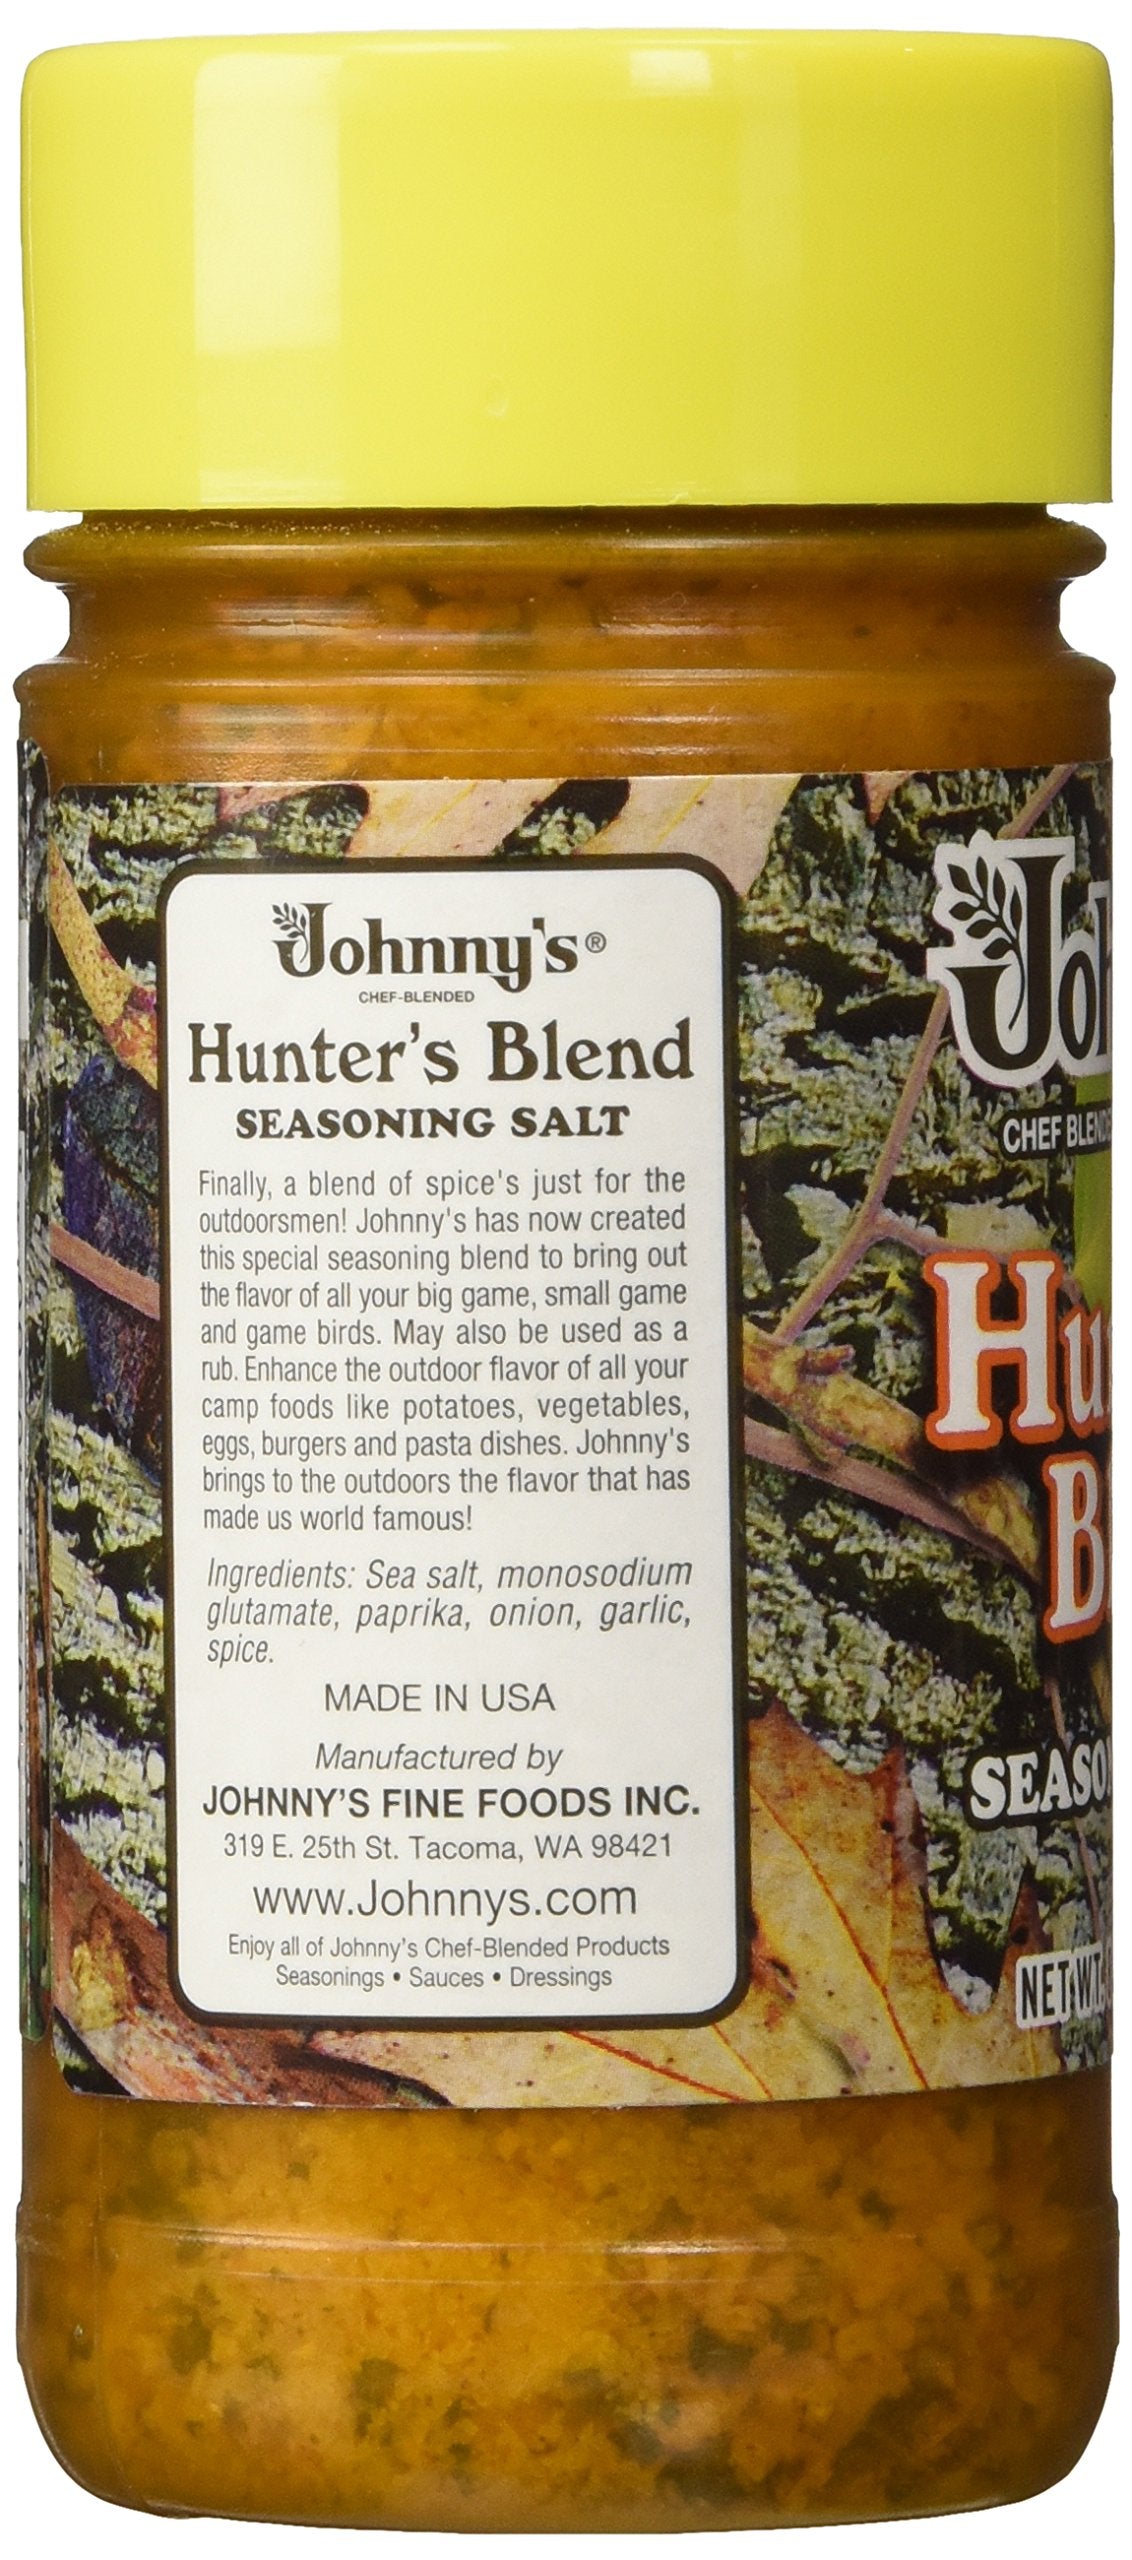 Johnny's®
CHEF-BLENDED
Hunter's Blend
SEASONING SALT
Finally, a blend of spice's just for the
outdoorsmen! Johnny's has now created
this special seasoning blend to bring out
the flavor of all your big game, small game
and game birds. May also be used as a
rub. Enhance the outdoor flavor of all your
camp foods like potatoes, vegetables,
eggs, burgers and pasta dishes. Johnny's
brings to the outdoors the flavor that has
made us world famous!
Ingredients: Sea salt, monosodium
glutamate, paprika, onion, garlic,
spice.
MADE IN USA
Manufactured by
JOHNNY'S FINE FOODS INC.
319 E. 25th St. Tacoma, WA 98421
www.Johnnys.com
Enjoy all of Johnny's Chef-Blended Products
Seasonings • Sauces • Dressings
CHEF
NET WT.